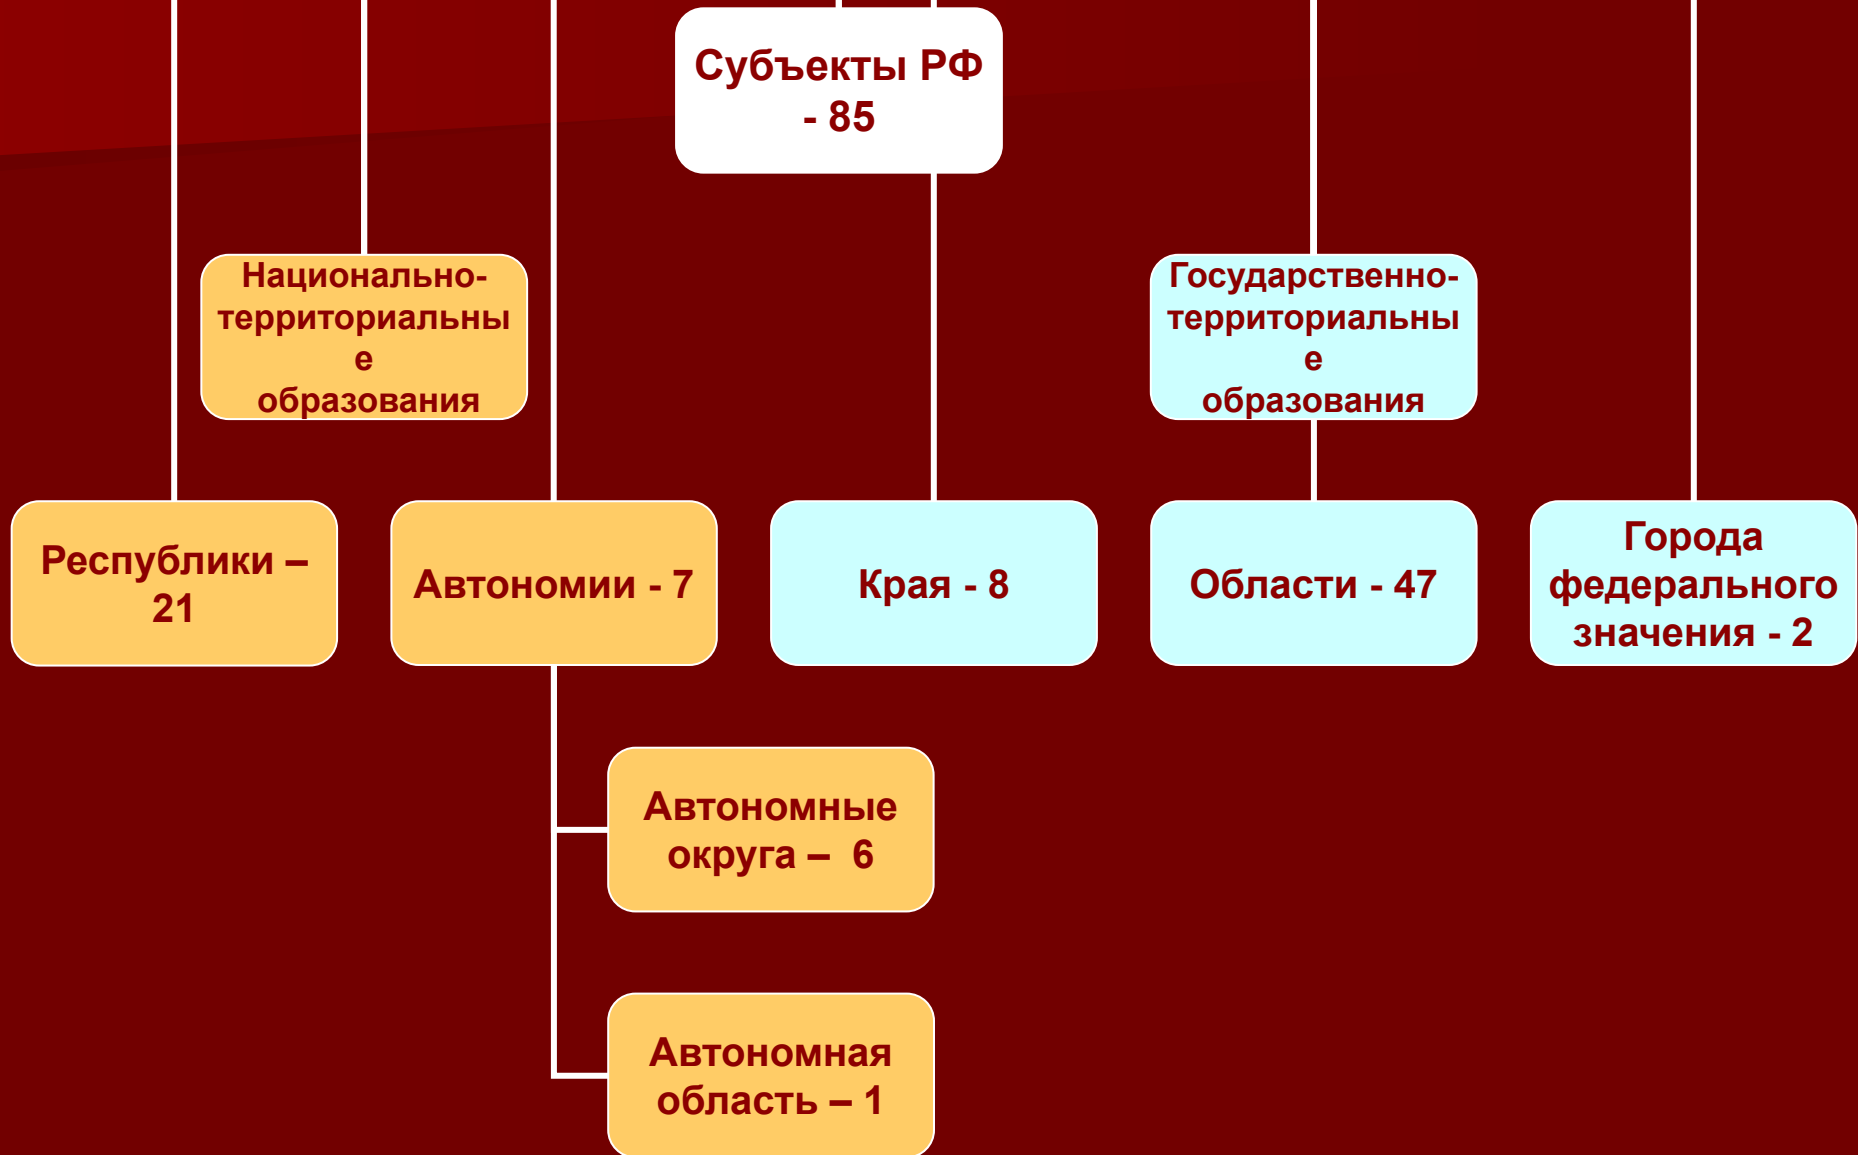 Субъекты РФ
- 85
Национально-
территориальны
е
образования
Государственно-
территориальны
е
образования
Республики –
21
Автономии - 7
Края - 8
Области - 47
Города
федерального
значения - 2
Автономные
округа –  6
Автономная
область – 1